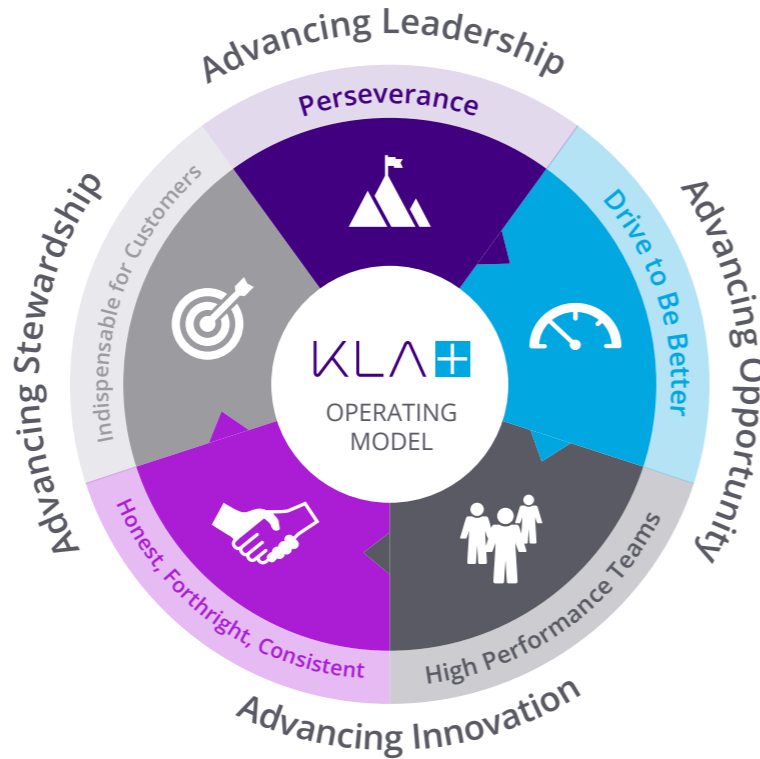 Advancing Leadership
Perseverance
Drive to Be Better
Advancing Opportunity
High Performance Teams
Advancing Innovation
Honest, Forthright, Consistent
Advancing Stewardship
Indispensable for Customers
KLA+
OPERATING
MODEL